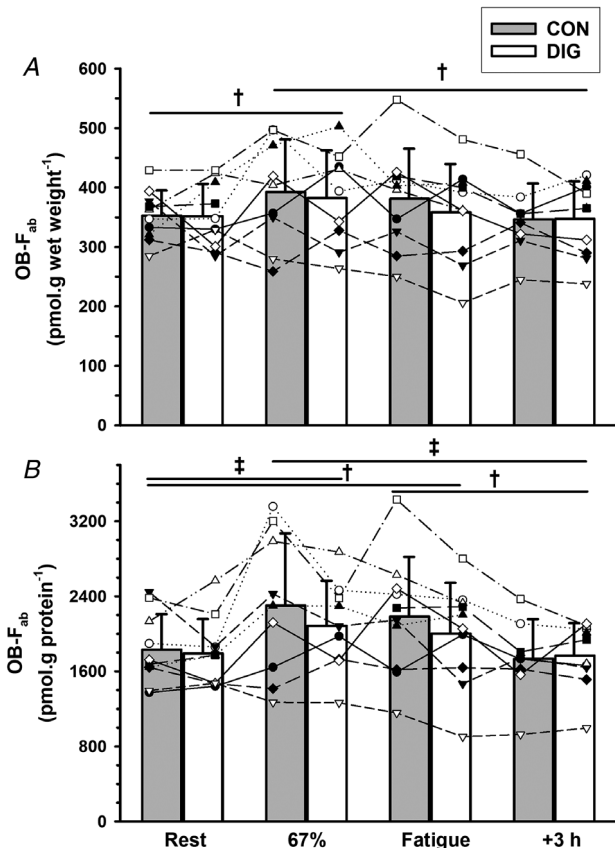 CON
DIG
A
†
†
600
500
400
300
200
100
0
OB-Fab
(pmol.g wet weight-1)
B
‡
‡
†
†
3200
2400
1600
800
0
OB-Fab
(pmol.g protein-1)
Rest 67% Fatigue +3 h